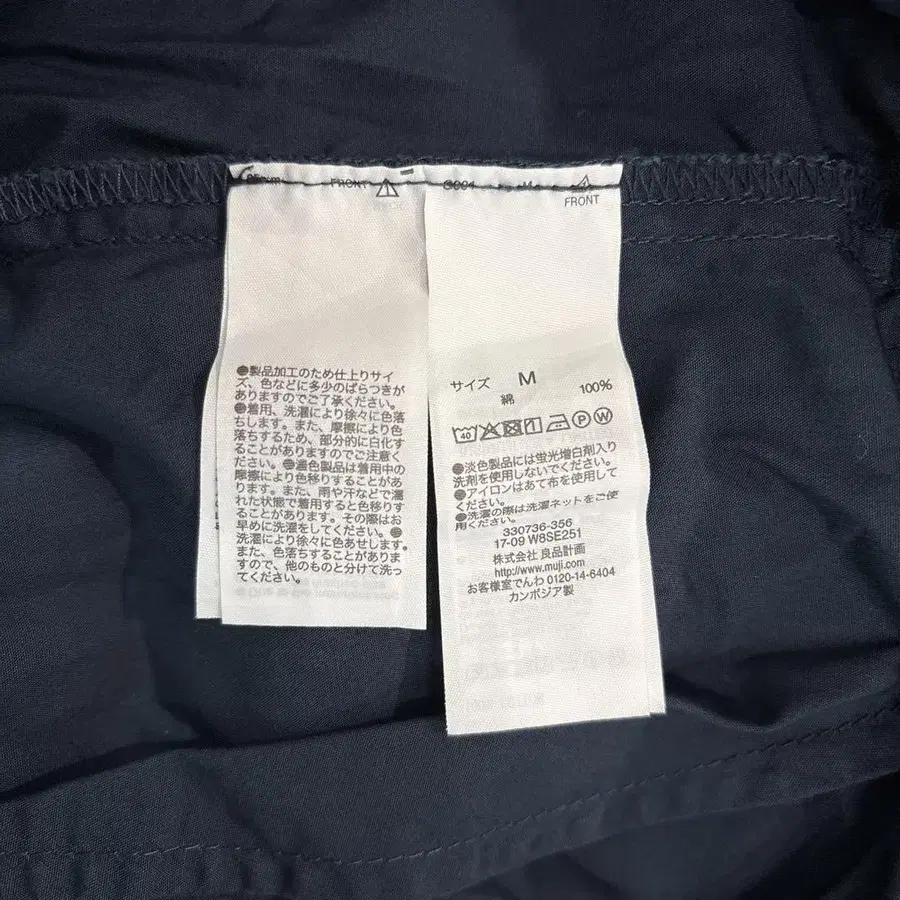 FRONT
●製品加工のため仕上りサイ
ズ、色などに多少のばらつきが
ありますのでご了承ください。
●着用、洗濯により徐々に色落
ちします。また、摩擦により色
落ちするため、部分的に白化す
ることがありますのでご注意く
ださい。●濃色製品は着用中の
摩擦により色移りすることがあ
ります。また、雨や汗などで濡
れた状態で着用すると色移りす
ることがあります。その際はお
早めに洗濯をしてください。●
洗濯により徐々に色あせします。
また、色落ちすることがありま
すので、他のものと分けて洗っ
てください。
FRONT
サイズ M
綿 100%
40 P W
●淡色製品には蛍光増白剤入り
洗剤を使用しないでください。
●アイロンはあて布を使用して
ください。
●洗濯の際は洗濯ネットをご使
用ください。
330736-356
17-09 W8SE251
株式会社 良品計画
http://www.muji.com
お客様室でんわ 0120-14-6404
カンボジア製